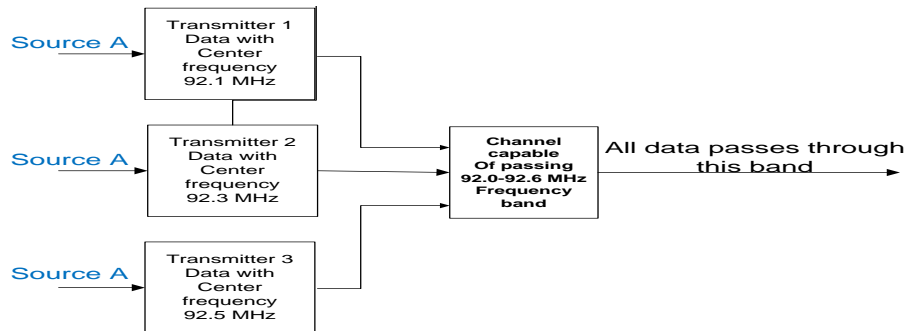 Source A
Transmitter 1
Data with
Center
frequency
92.1 MHz
Source A
Transmitter 2
Data with
Center
frequency
92.3 MHz
Source A
Transmitter 3
Data with
Center
frequency
92.5 MHz
Channel
capable
Of passing
92.0-92.6 MHz
Frequency
band
All data passes through
this band